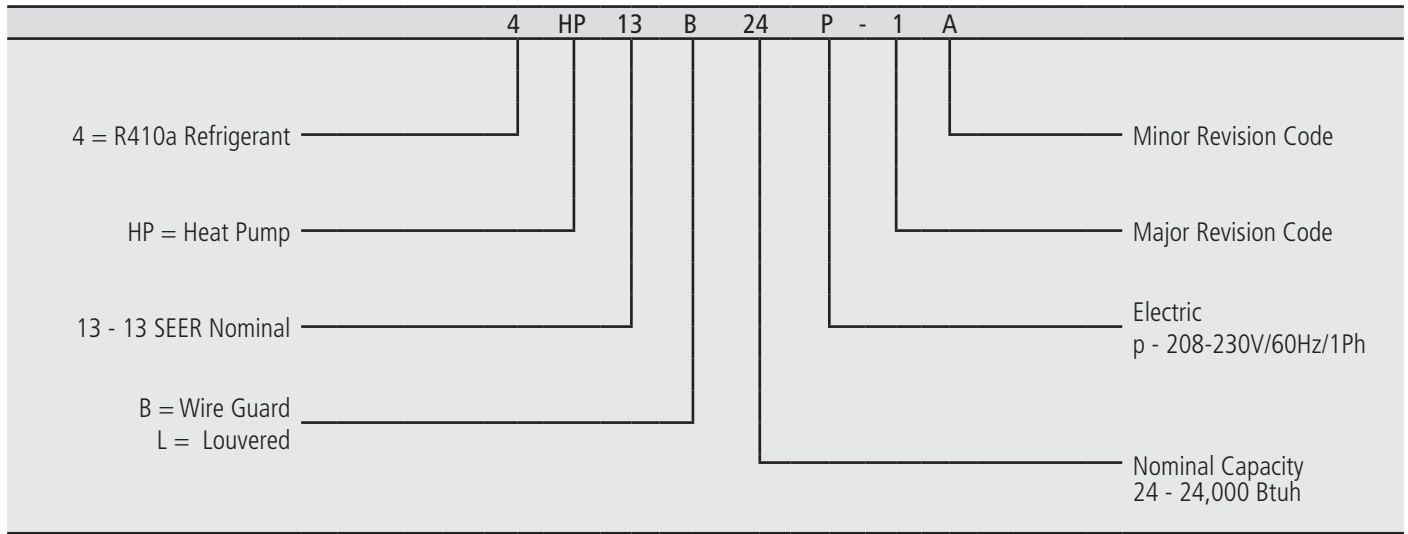 4 HP 13 B 24 P - 1 A
4 = R410a Refrigerant
HP = Heat Pump
13 - 13 SEER Nominal
B = Wire Guard
L = Louvered
Minor Revision Code
Major Revision Code
Electric
p - 208-230V/60Hz/1Ph
Nominal Capacity
24 - 24,000 Btuh